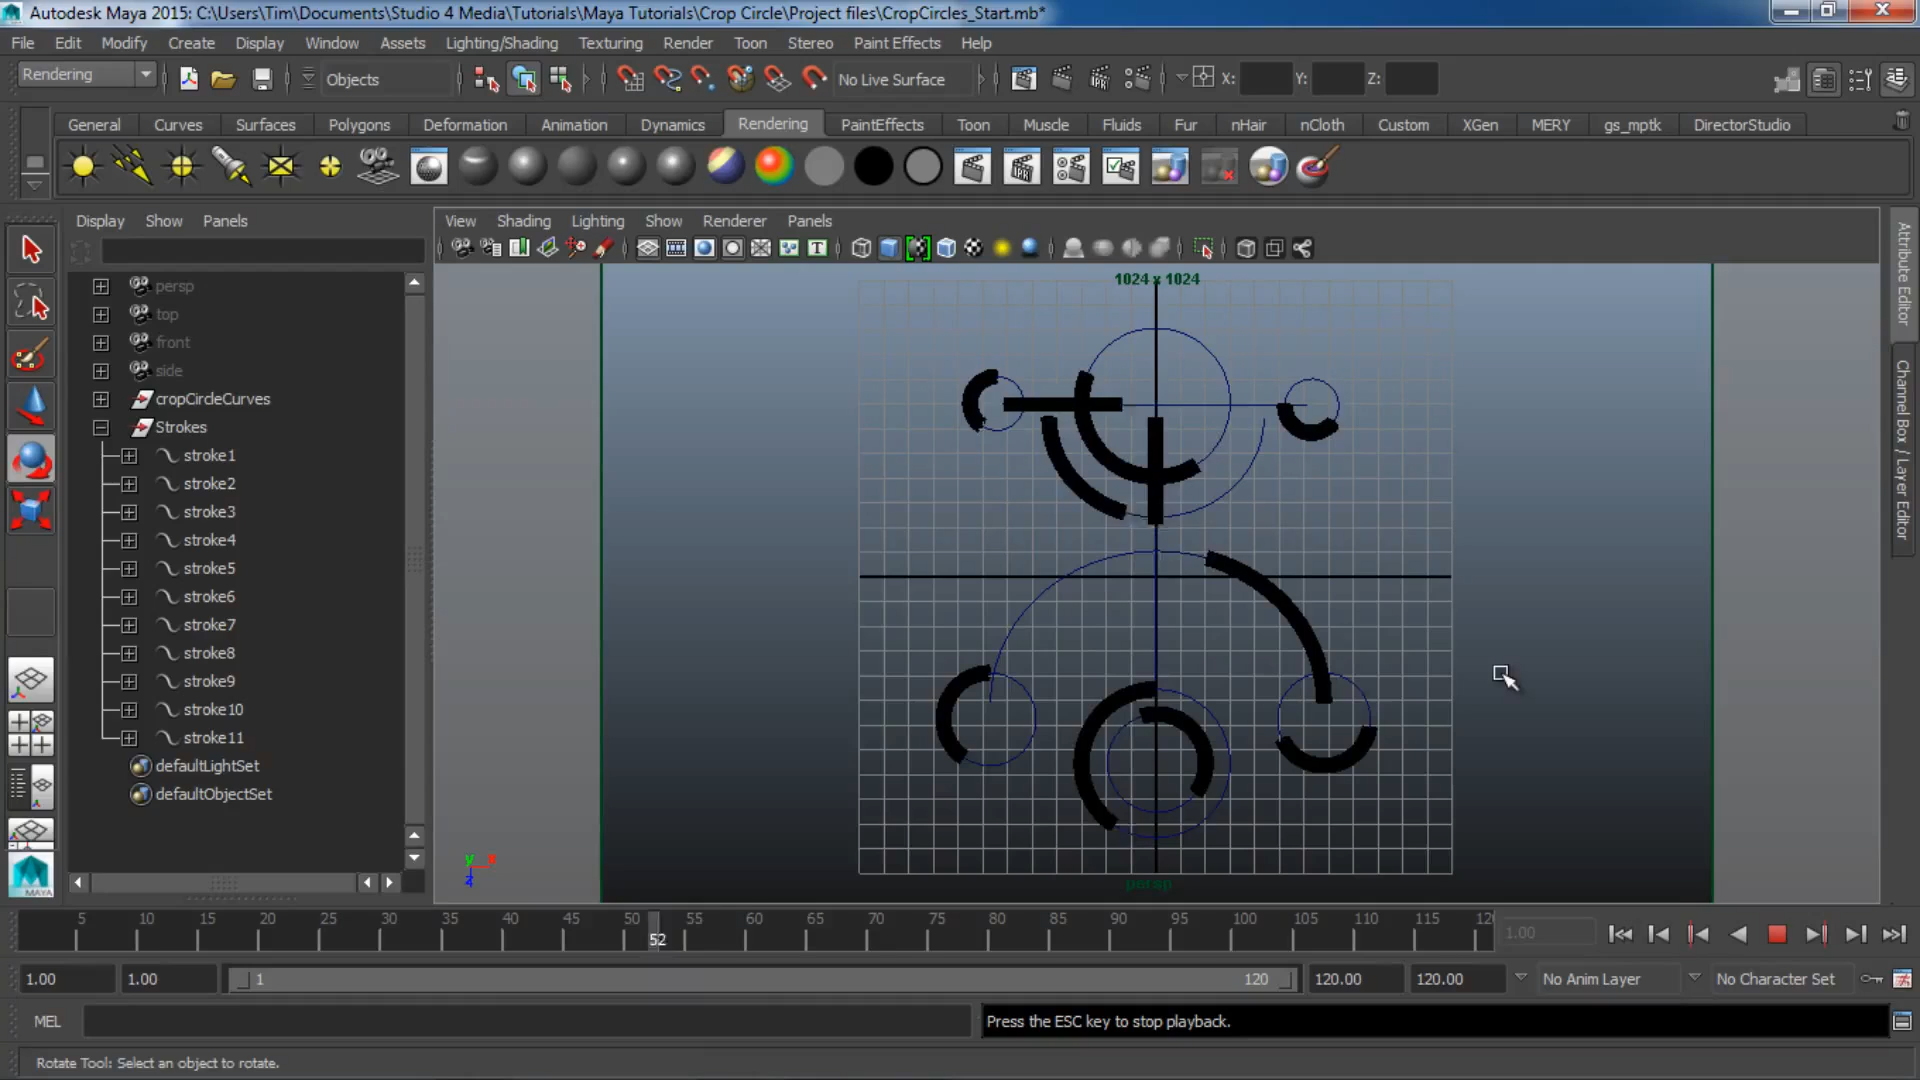 Autodesk Maya 2015: C:\Users\Tim\Documents\Studio 4 Media\Tutorials\Maya Tutorials\Crop Circle\Project files\CropCircles_Start.mb*
File Edit Modify Create Display Window Assets Lighting/Shading Texturing Render Toon Stereo Paint Effects Help
Rendering Objects No Live Surface X: Y: Z:
General Curves Surfaces Polygons Deformation Animation Dynamics Rendering PaintEffects Toon Muscle Fluids Fur nHair nCloth Custom XGen MERY gs_mptk DirectorStudio
IPR
Display Show Panels
View Shading Lighting Show Renderer Panels
persp
top
front
side
cropCircleCurves
Strokes
stroke1
stroke2
stroke3
stroke4
stroke5
stroke6
stroke7
stroke8
stroke9
stroke10
stroke11
defaultLightSet
defaultObjectSet
1024 x 1024
persp
y x
z
Attribute Editor
Channel Box / Layer Editor
MAYA
5 10 15 20 25 30 35 40 45 50 55 60 65 70 75 80 85 90 95 100 105 110 115 12
52
1.00
1.00 1.00 1 120 120.00 120.00 No Anim Layer No Character Set
MEL Press the ESC key to stop playback.
Rotate Tool: Select an object to rotate.